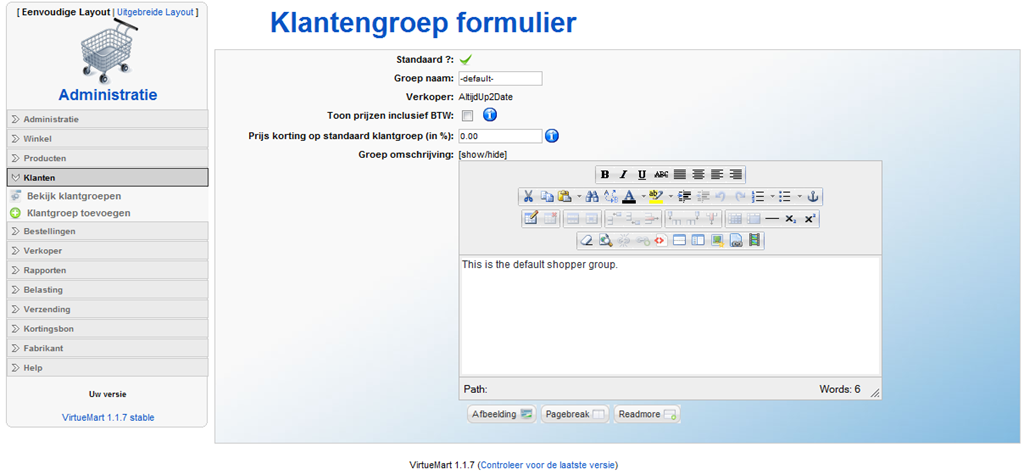 [ Eenvoudige Layout | Uitgebreide Layout ]
Administratie
Administratie
Winkel
Producten
Klanten
Bekijk klantgroepen
Klantgroep toevoegen
Bestellingen
Verkoper
Rapporten
Belasting
Verzending
Kortingsbon
Fabrikant
Help
Uw versie
VirtueMart 1.1.7 stable
Klantengroep formulier
Standaard ?:
Groep naam: -default-
Verkoper: AltijdUp2Date
Toon prijzen inclusief BTW:
Prijs korting op standaard klantgroep (in %): 0.00
Groep omschrijving: [show/hide]
B I U ABC
This is the default shopper group.
Path: Words: 6
Afbeelding Pagebreak Readmore
VirtueMart 1.1.7 (Controleer voor de laatste versie)